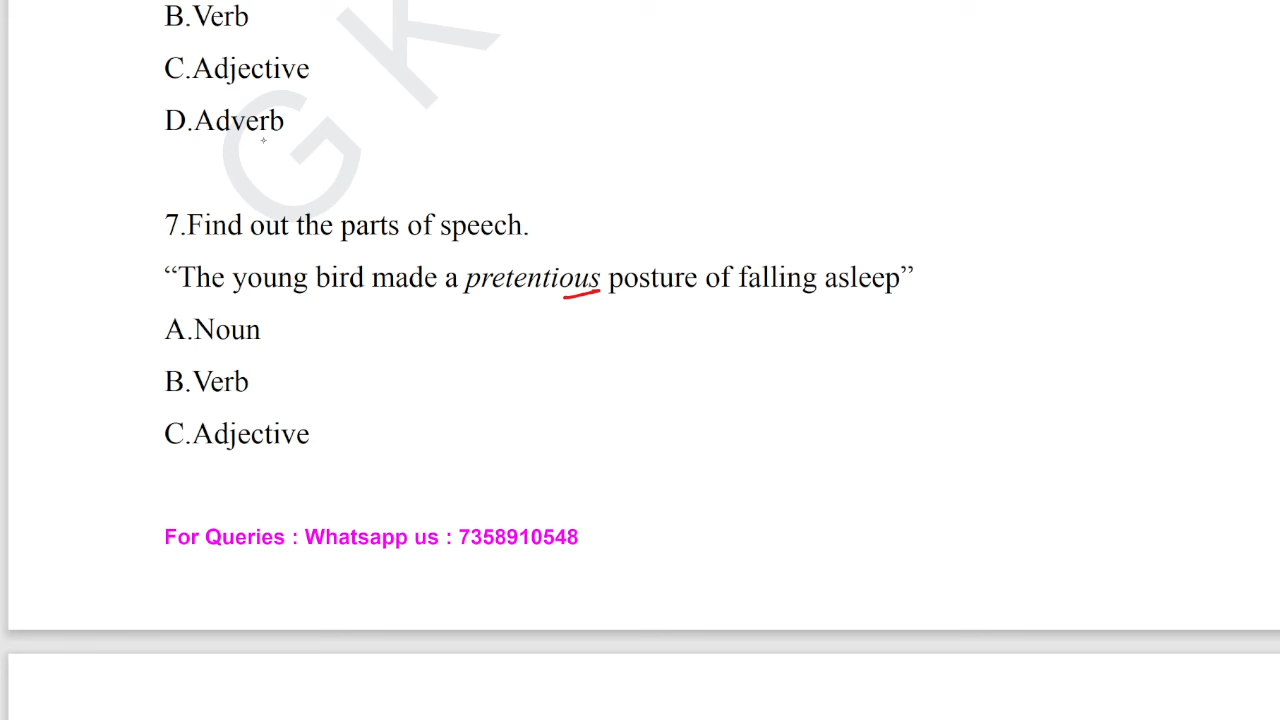 B.Verb
C.Adjective
D.Adverb
G K
7.Find out the parts of speech.
“The young bird made a pretentious posture of falling asleep”
A.Noun
B.Verb
C.Adjective
For Queries : Whatsapp us : 7358910548